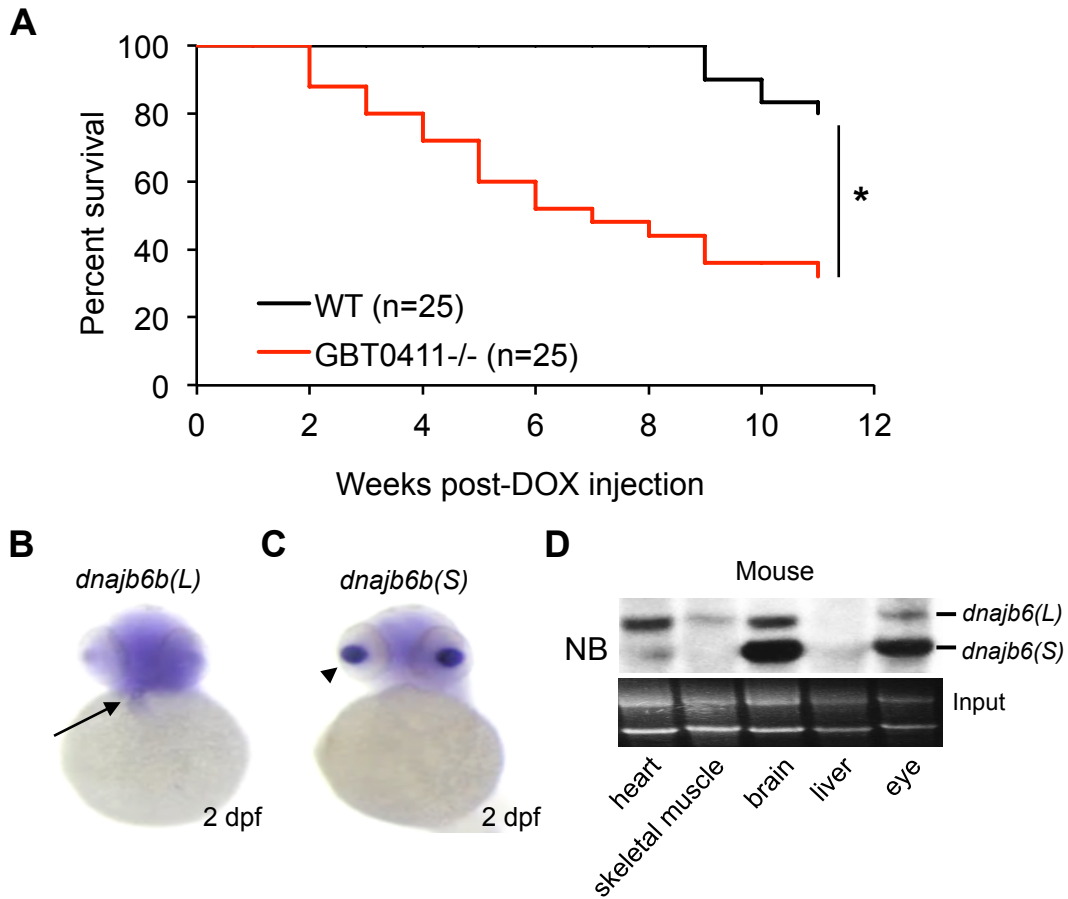 A
100
80
60
40
20
0
Percent survival
WT (n=25)
GBT0411-/- (n=25)
*
0 2 4 6 8 10 12
Weeks post-DOX injection
B
dnajb6b(L)
2 dpf
C
dnajb6b(S)
2 dpf
D
Mouse
NB
dnajb6(L)
dnajb6(S)
Input
heart
skeletal muscle
brain
liver
eye